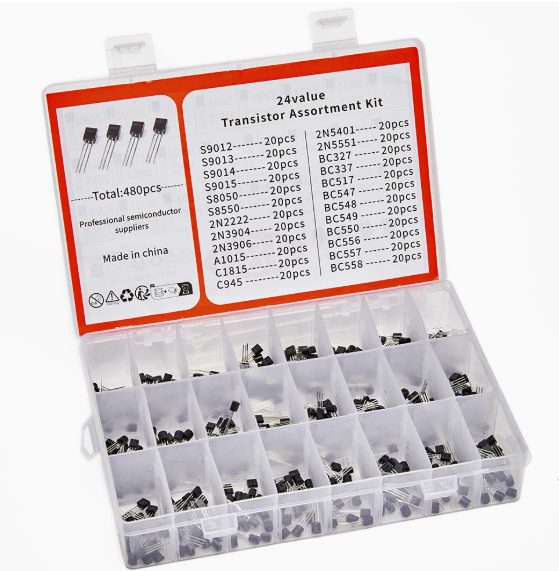 24value
Transistor Assortment Kit
Total:480pcs
Professional semiconductor
suppliers
Made in china
S9012-------20pcs
S9013-------20pcs
S9014-------20pcs
S9015-------20pcs
S8050-------20pcs
S8550-------20pcs
2N2222-----20pcs
2N3904-----20pcs
2N3906-----20pcs
A1015-------20pcs
C1815-------20pcs
C945 -------20pcs
2N5401-----20pcs
2N5551-----20pcs
BC327 -----20pcs
BC337 -----20pcs
BC517 -----20pcs
BC547 -----20pcs
BC548 -----20pcs
BC549 -----20pcs
BC550 -----20pcs
BC556 -----20pcs
BC557 -----20pcs
BC558 -----20pcs